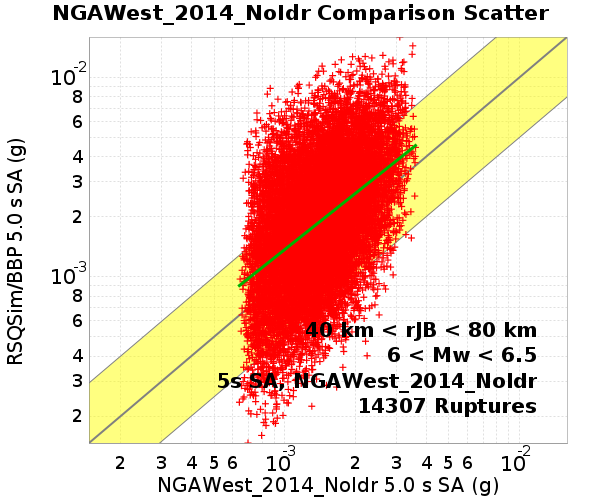 NGAWest_2014_NoIdr Comparison Scatter
RSQSim/BBP 5.0 s SA (g)
10-2
8
6
4
3
2
10-3
8
6
4
3
2
40 km < rJB < 80 km
6 < Mw < 6.5
5s SA, NGAWest_2014_NoIdr
14307 Ruptures
2 3 4 5 6 10-3 2 3 4 5 6 10-2
NGAWest_2014_NoIdr 5.0 s SA (g)